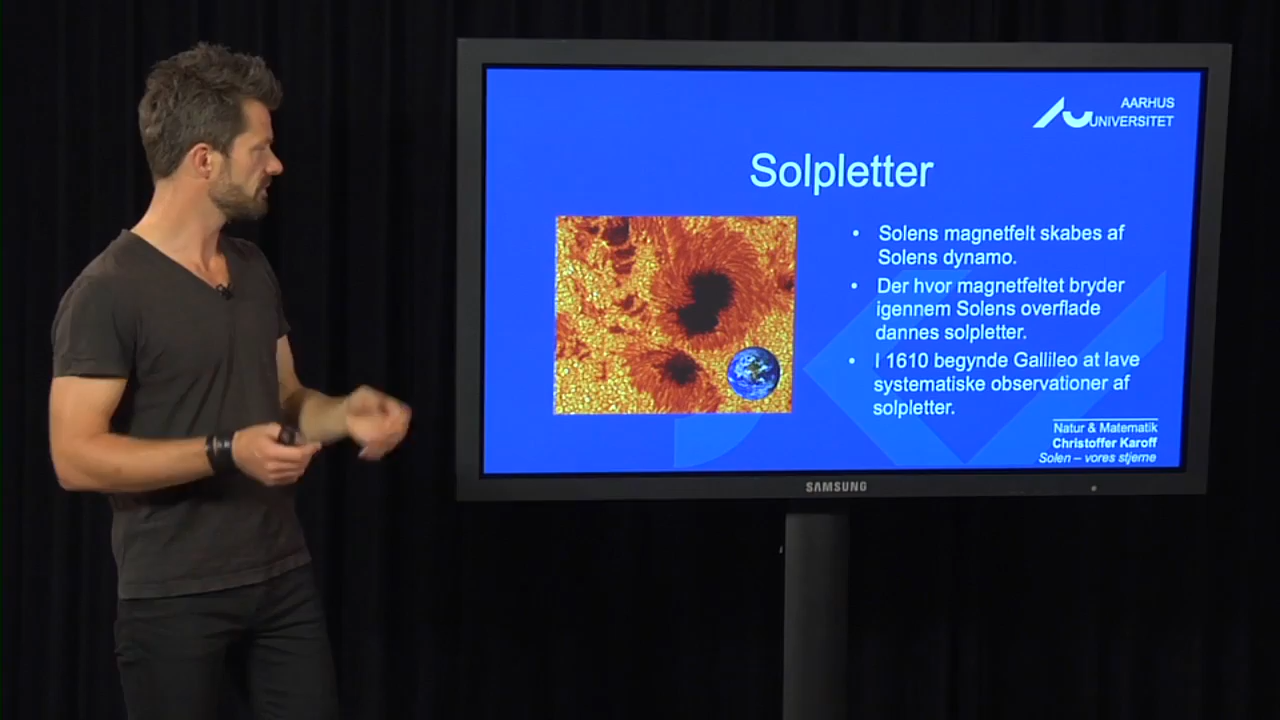 AARHUS
UNIVERSITET
Solpletter
• Solens magnetfelt skabes af
Solens dynamo.
• Der hvor magnetfeltet bryder
igennem Solens overflade
dannes solpletter.
• I 1610 begynde Gallileo at lave
systematiske observationer af
solpletter.
Natur & Matematik
Christoffer Karoff
Solen – vores stjerne
SAMSUNG